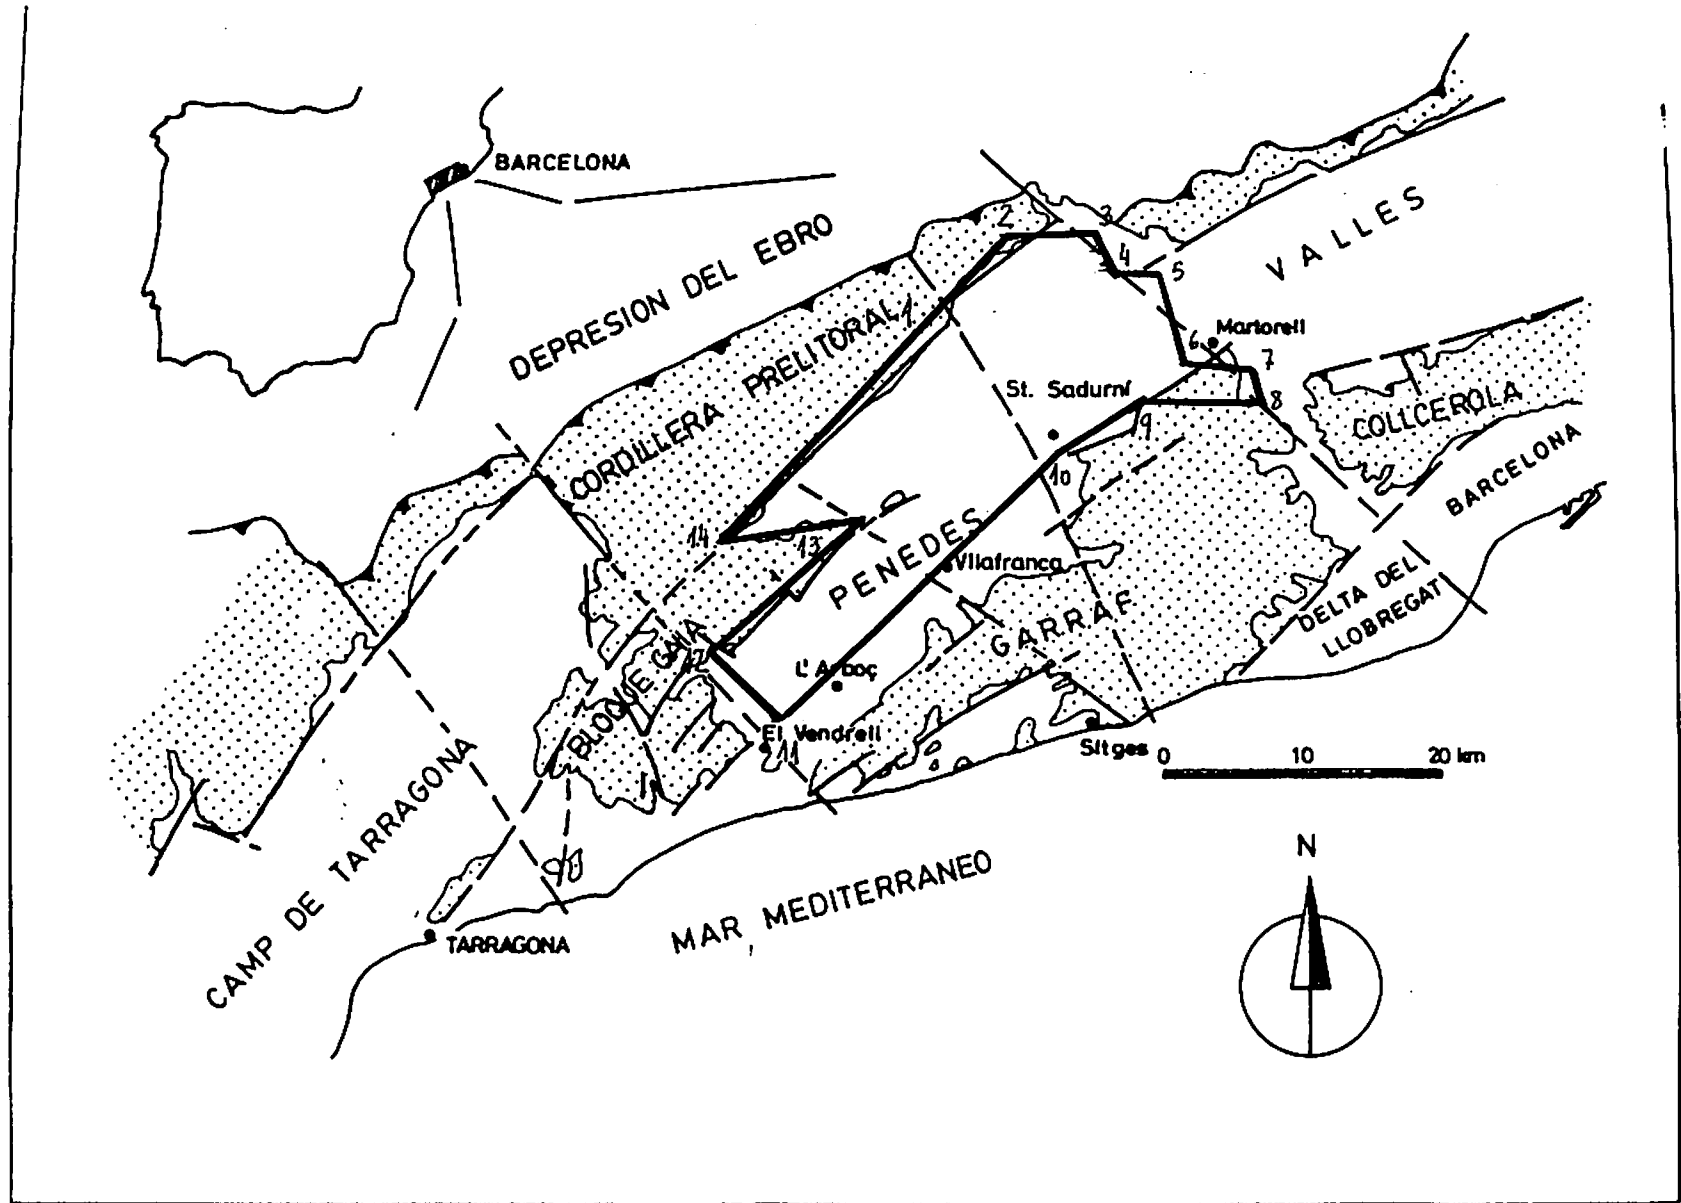 BARCELONA
DEPRESION DEL EBRO
VALLES
2
3
4
5
1
CORDILLERA PRELITORAL
6
Martorell
7
St. Sadurní
8
COLLCEROLA
9
10
BARCELONA
14
13
PENEDES
Vilafranca
GARRAF
DELTA DEL
LLOBREGAT
BLOQUE GAIA
12
L' Arboç
El Vendrell
11
Sitges
0 10 20 km
CAMP DE TARRAGONA
TARRAGONA
MAR MEDITERRANEO
N